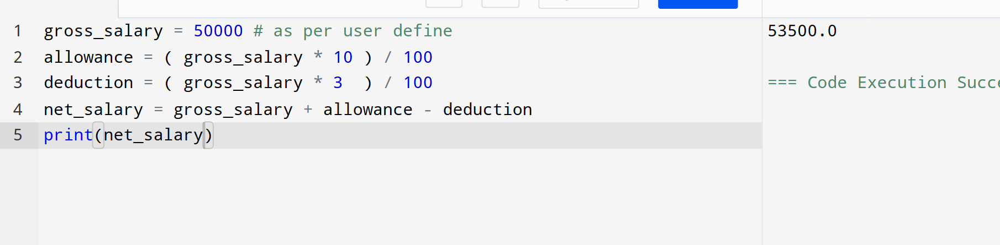 1 gross_salary = 50000 # as per user define
2 allowance = ( gross_salary * 10 ) / 100
3 deduction = ( gross_salary * 3  ) / 100
4 net_salary = gross_salary + allowance - deduction
5 print(net_salary)
53500.0
=== Code Execution